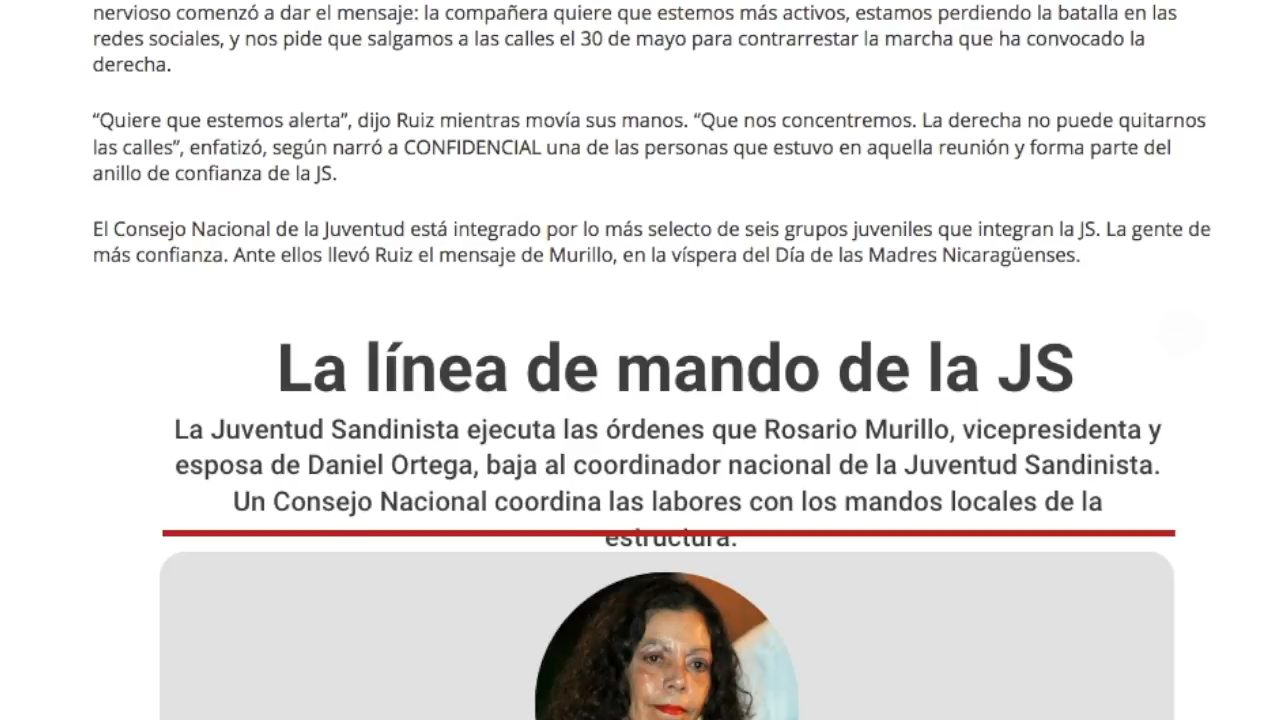 nervioso comenzó a dar el mensaje: la compañera quiere que estemos más activos, estamos perdiendo la batalla en las
redes sociales, y nos pide que salgamos a las calles el 30 de mayo para contrarrestar la marcha que ha convocado la
derecha.
“Quiere que estemos alerta”, dijo Ruiz mientras movía sus manos. “Que nos concentremos. La derecha no puede quitarnos
las calles”, enfatizó, según narró a CONFIDENCIAL una de las personas que estuvo en aquella reunión y forma parte del
anillo de confianza de la JS.
El Consejo Nacional de la Juventud está integrado por lo más selecto de seis grupos juveniles que integran la JS. La gente de
más confianza. Ante ellos llevó Ruiz el mensaje de Murillo, en la víspera del Día de las Madres Nicaragüenses.
La línea de mando de la JS
La Juventud Sandinista ejecuta las órdenes que Rosario Murillo, vicepresidenta y
esposa de Daniel Ortega, baja al coordinador nacional de la Juventud Sandinista.
Un Consejo Nacional coordina las labores con los mandos locales de la
estructura.